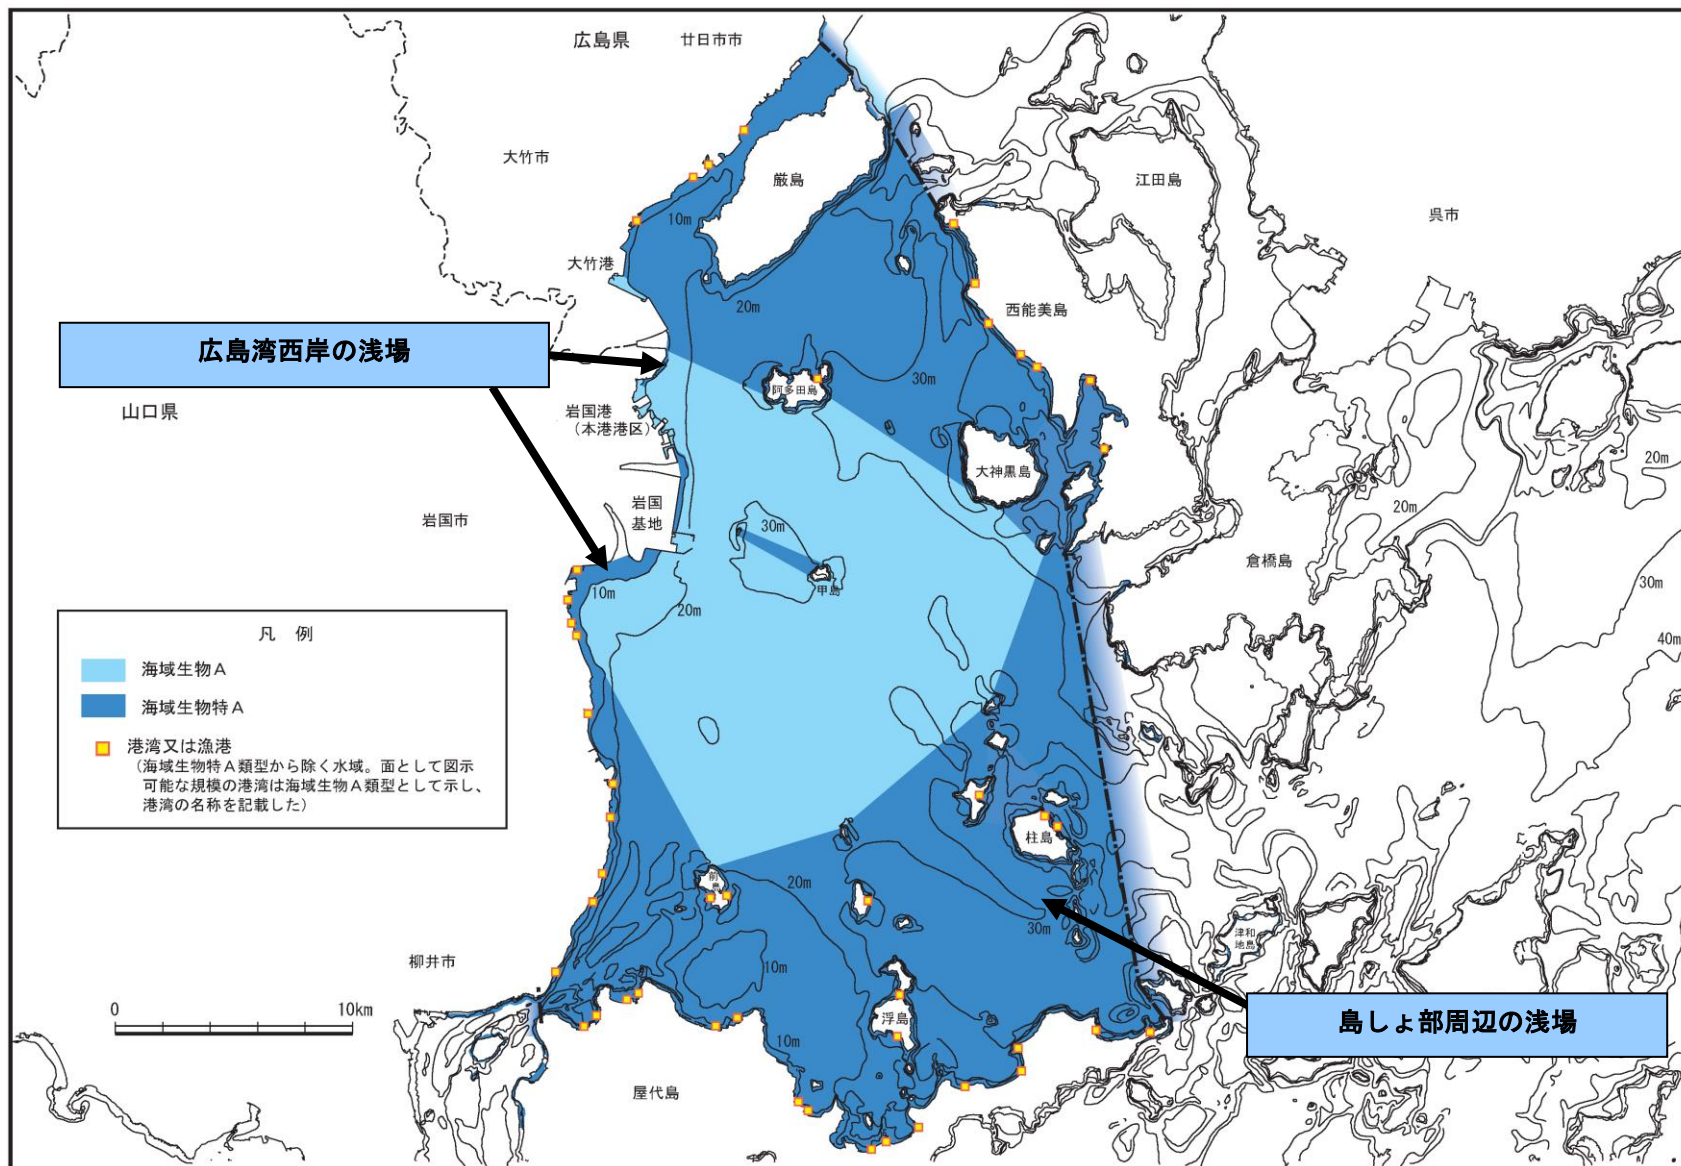 広島県
廿日市市
大竹市
厳島
江田島
呉市
10m
大竹港
20m
西能美島
広島湾西岸の浅場
30m
阿多田島
山口県
岩国港
（本港港区）
大神黒島
20m
20m
岩国市
岩国
基地
30m
倉橋島
甲島
10m
20m
30m
凡 例
海域生物A
海域生物特A
港湾又は漁港
（海域生物特A類型から除く水域。面として図示
可能な規模の港湾は海域生物A類型として示し、
港湾の名称を記載した）
40m
柱島
前島
20m
30m
津和
地島
柳井市
10m
0
10km
浮島
島しょ部周辺の浅場
10m
屋代島